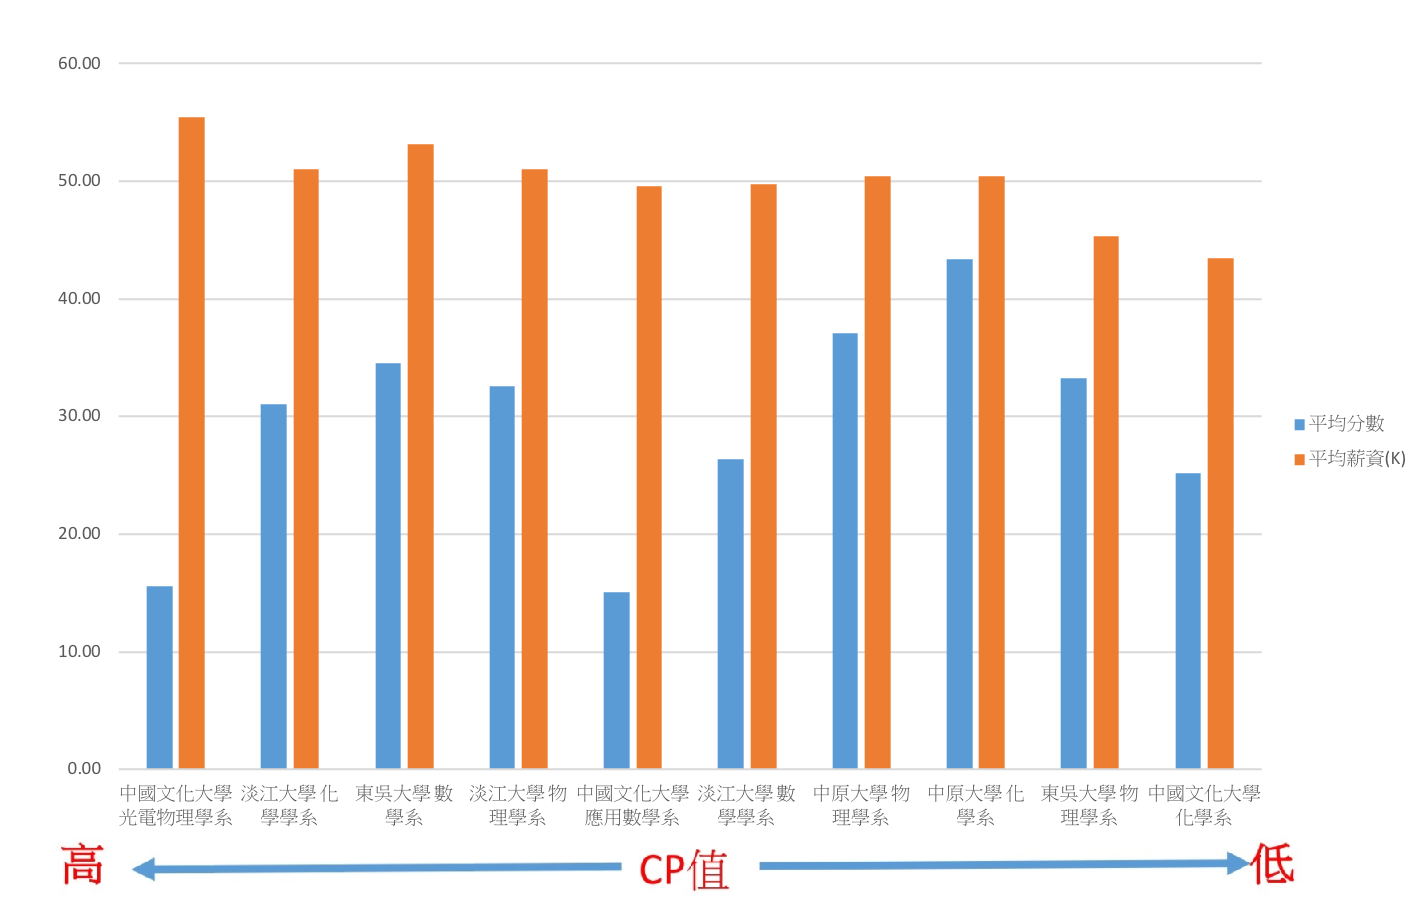 60.00
50.00
40.00
30.00
20.00
10.00
0.00
平均分數
平均薪資(K)
中國文化大學
光電物理學系
淡江大學 化
學學系
東吳大學 數
學系
淡江大學 物
理學系
中國文化大學
應用數學系
淡江大學 數
學學系
中原大學 物
理學系
中原大學 化
學系
東吳大學 物
理學系
中國文化大學
化學系
高
CP值
低